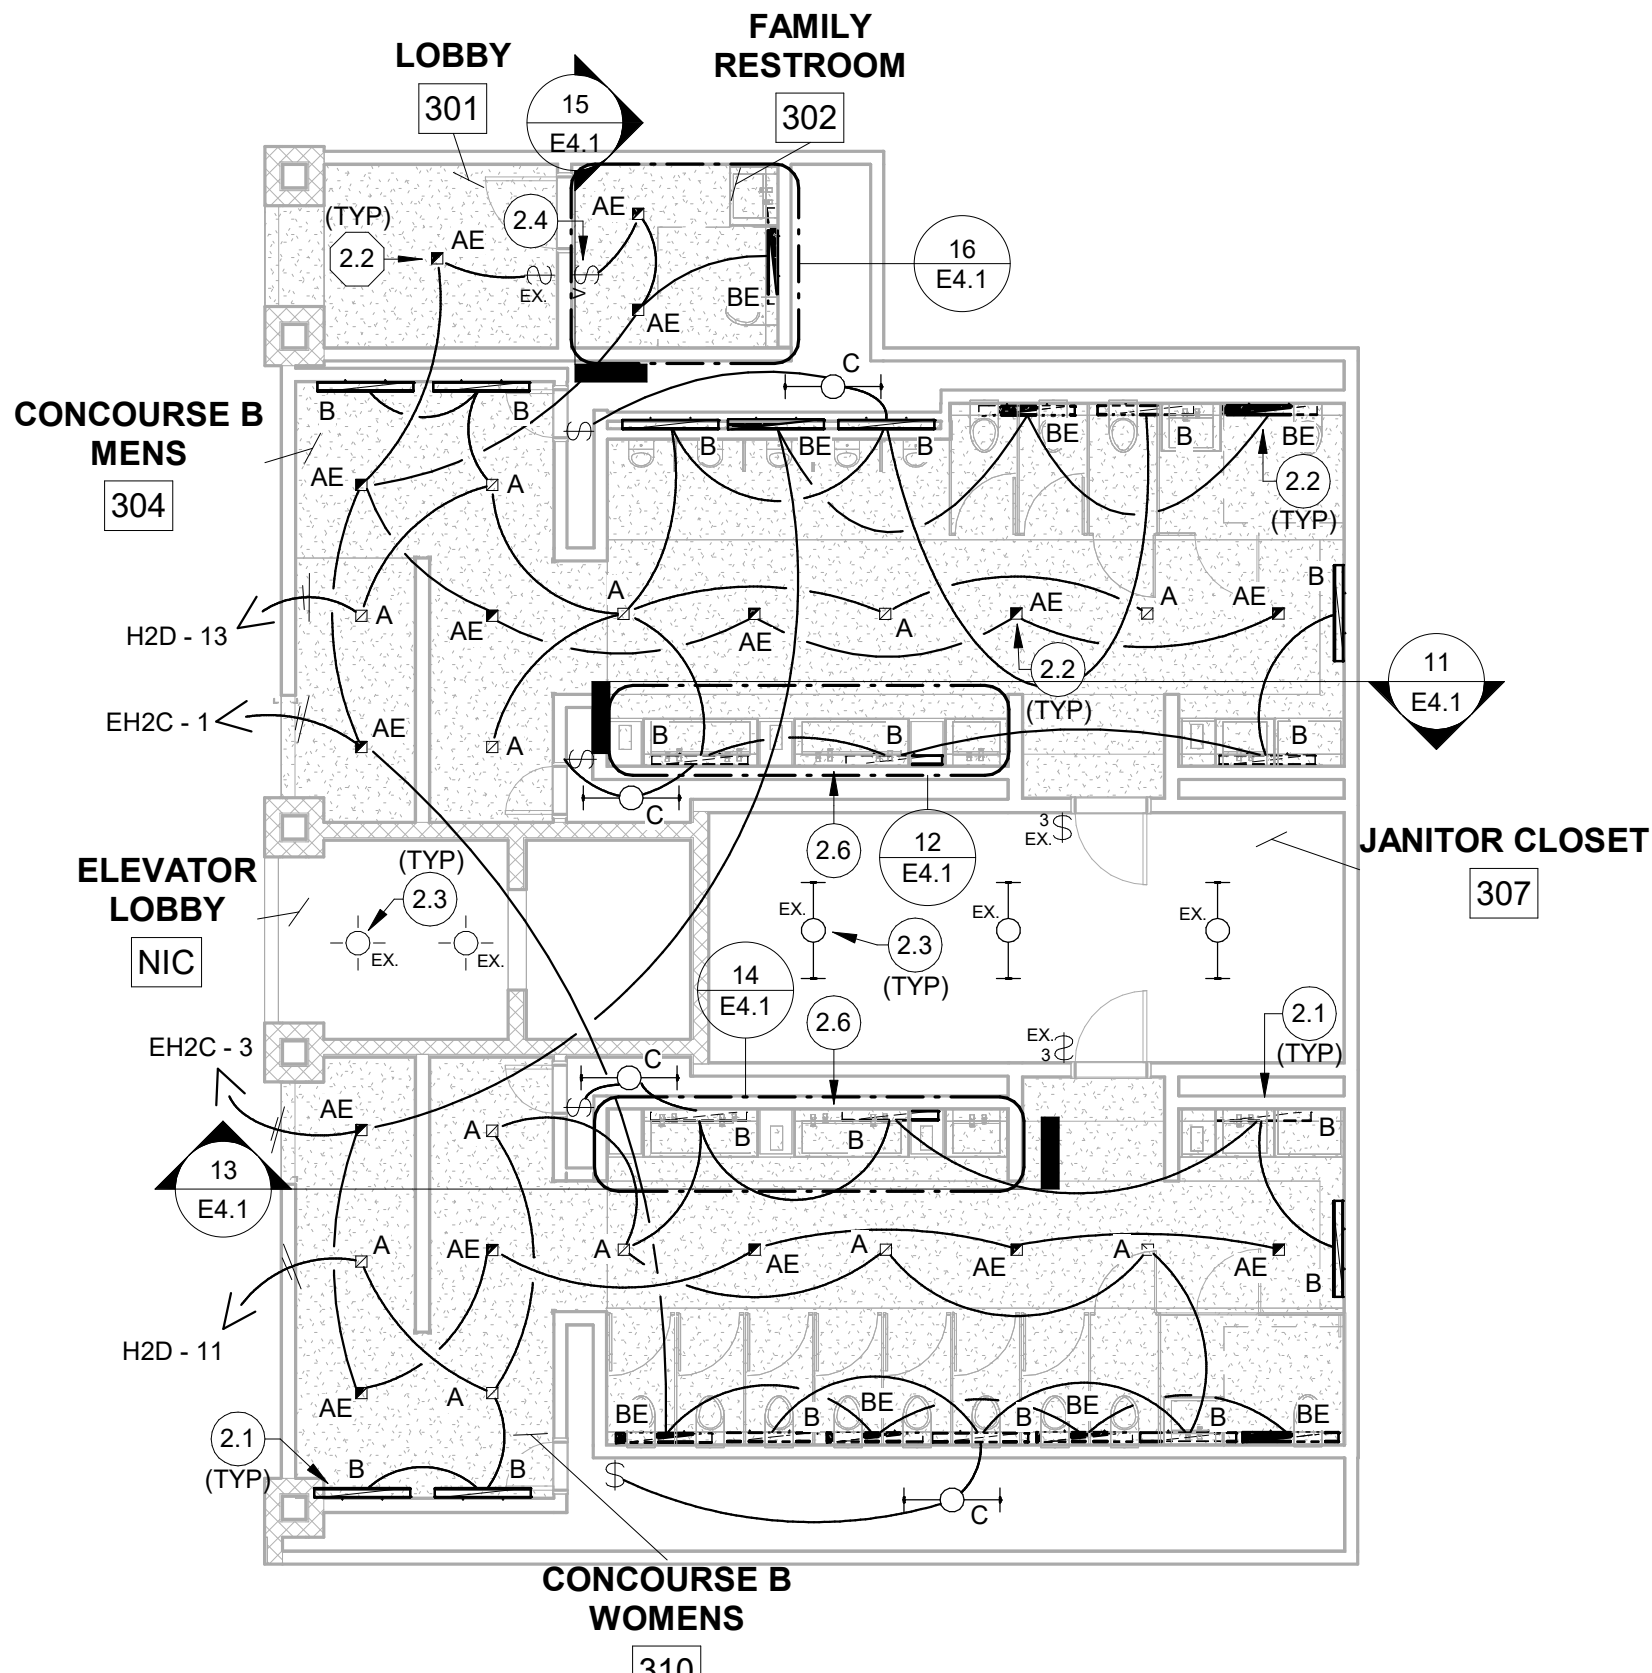 FAMILY
RESTROOM
302
LOBBY
301
15
E4.1
(TYP)
2.2
AE
2.4
AE
EX.
V
BE
AE
16
E4.1
C
CONCOURSE B
MENS
304
B
B
B
BE
B
BE
B
BE
2.2
(TYP)
AE
A
B
H2D - 13
A
AE
A
AE
A
AE
A
AE
2.2
(TYP)
11
E4.1
EH2C - 1
AE
A
B
B
B
C
2.6
12
E4.1
3
EX.
JANITOR CLOSET
307
ELEVATOR
LOBBY
NIC
(TYP)
2.3
EX.
EX.
EX.
EX.
EX.
2.3
(TYP)
14
E4.1
2.6
EX.
3
2.1
(TYP)
EH2C - 3
C
AE
A
B
B
B
13
E4.1
A
AE
A
AE
A
AE
A
AE
B
H2D - 11
AE
A
BE
B
BE
B
BE
B
BE
2.1
(TYP)
B
B
C
CONCOURSE B
WOMENS
310